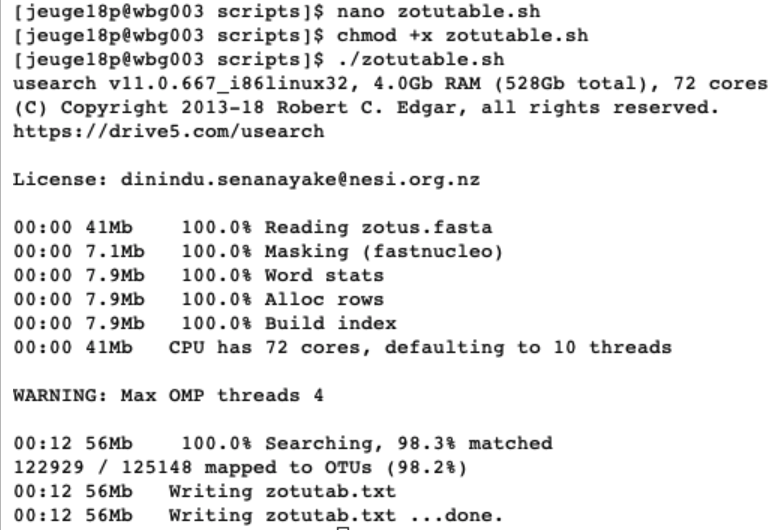 [jeuge18p@wbg003 scripts]$ nano zotutable.sh
[jeuge18p@wbg003 scripts]$ chmod +x zotutable.sh
[jeuge18p@wbg003 scripts]$ ./zotutable.sh
usearch v11.0.667_i86linux32, 4.0Gb RAM (528Gb total), 72 cores
(C) Copyright 2013-18 Robert C. Edgar, all rights reserved.
https://drive5.com/usearch

License: dinindu.senanayake@nesi.org.nz

00:00 41Mb    100.0% Reading zotus.fasta
00:00 7.1Mb   100.0% Masking (fastnucleo)
00:00 7.9Mb   100.0% Word stats
00:00 7.9Mb   100.0% Alloc rows
00:00 7.9Mb   100.0% Build index
00:00 41Mb   CPU has 72 cores, defaulting to 10 threads

WARNING: Max OMP threads 4

00:12 56Mb    100.0% Searching, 98.3% matched
122929 / 125148 mapped to OTUs (98.2%)
00:12 56Mb   Writing zotutab.txt
00:12 56Mb   Writing zotutab.txt ...done.